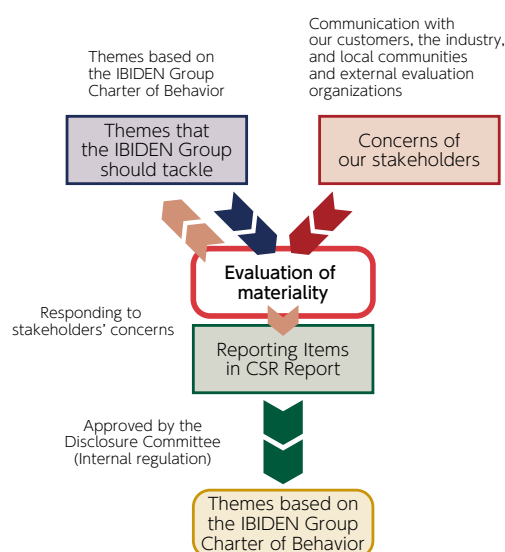 Themes based on
the IBIDEN Group
Charter of Behavior
Communication with
our customers, the industry,
and local communities
and external evaluation
organizations
Themes that
the IBIDEN Group
should tackle
Concerns of
our stakeholders
Evaluation of
materiality
Responding to
stakeholders’ concerns
Reporting Items
in CSR Report
Approved by the
Disclosure Committee
(Internal regulation)
Themes based on
the IBIDEN Group
Charter of Behavior